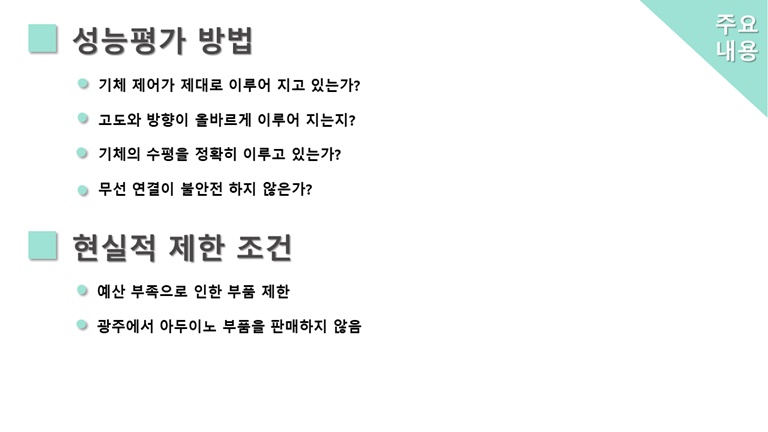 주요
내용
성능평가 방법
기체 제어가 제대로 이루어 지고 있는가?
고도와 방향이 올바르게 이루어 지는지?
기체의 수평을 정확히 이루고 있는가?
무선 연결이 불안전 하지 않은가?
현실적 제한 조건
예산 부족으로 인한 부품 제한
광주에서 아두이노 부품을 판매하지 않음